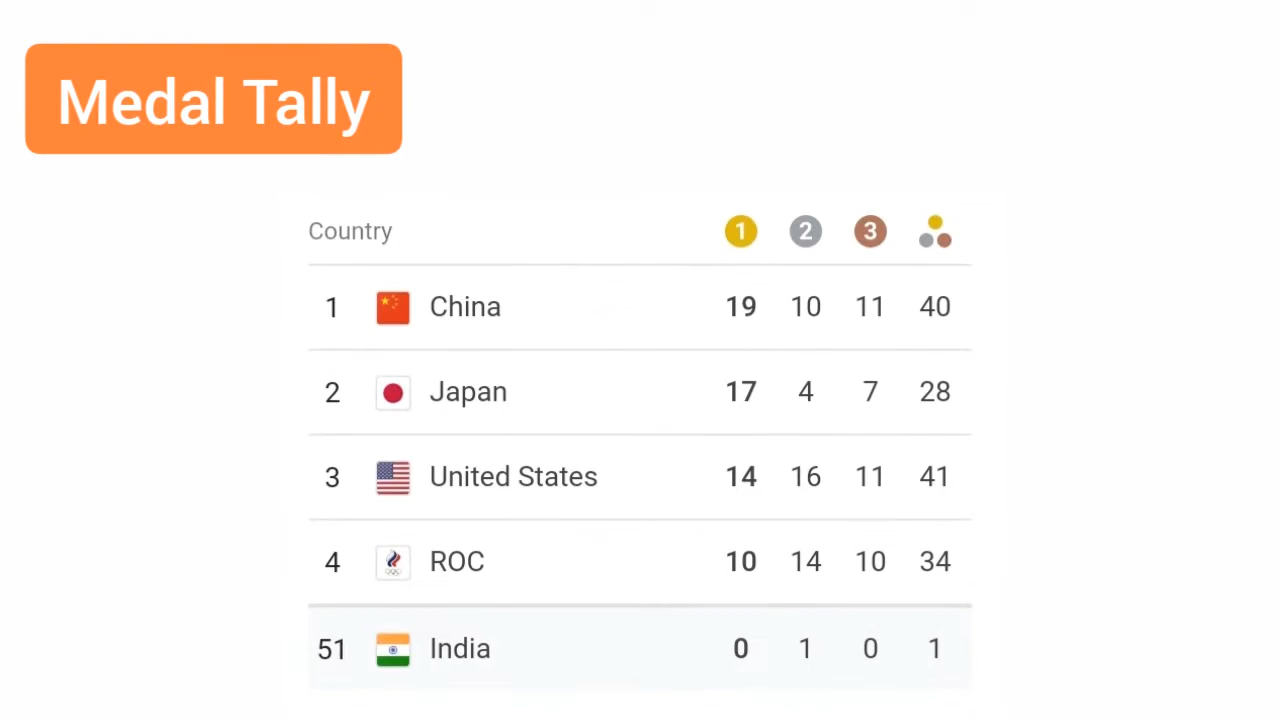 Medal Tally
Country 1 2 3
1 China 19 10 11 40
2 Japan 17 4 7 28
3 United States 14 16 11 41
4 ROC 10 14 10 34
51 India 0 1 0 1